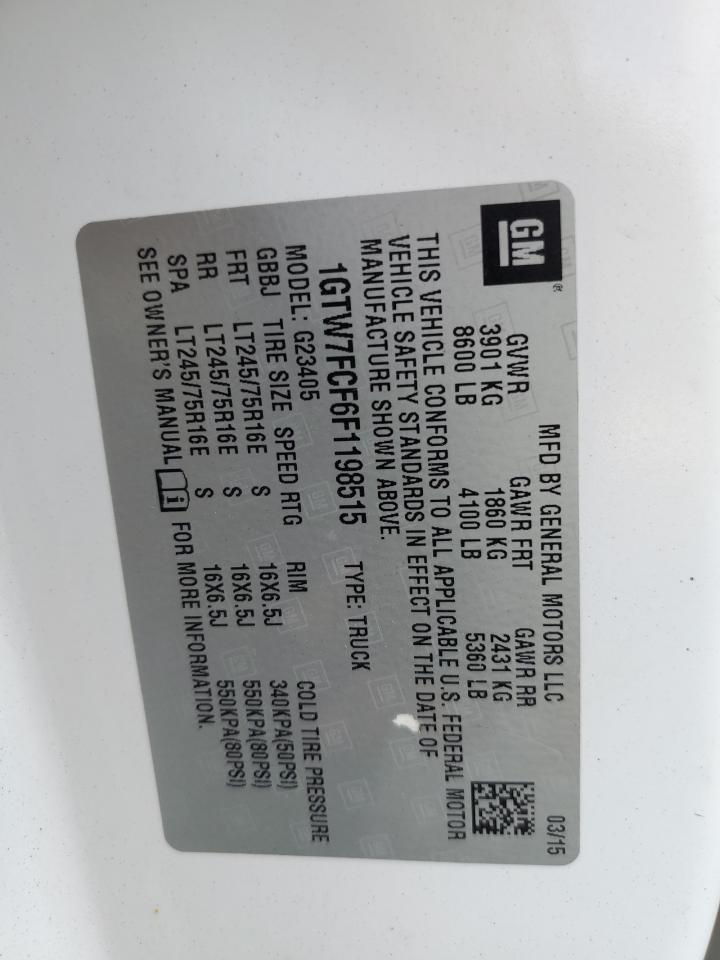 GM®
MFD BY GENERAL MOTORS LLC 03/15
GVWR GAWR FRT GAWR RR
3901 KG 1860 KG 2431 KG
8600 LB 4100 LB 5360 LB
THIS VEHICLE CONFORMS TO ALL APPLICABLE U.S. FEDERAL MOTOR
VEHICLE SAFETY STANDARDS IN EFFECT ON THE DATE OF
MANUFACTURE SHOWN ABOVE.
1GTW7FCF6F1198515 TYPE: TRUCK
MODEL: G23405
GBBJ TIRE SIZE SPEED RTG RIM COLD TIRE PRESSURE
FRT LT245/75R16E S 16X6.5J 340KPA(50PSI)
RR LT245/75R16E S 16X6.5J 550KPA(80PSI)
SPA LT245/75R16E S 16X6.5J 550KPA(80PSI)
SEE OWNER'S MANUAL i FOR MORE INFORMATION.